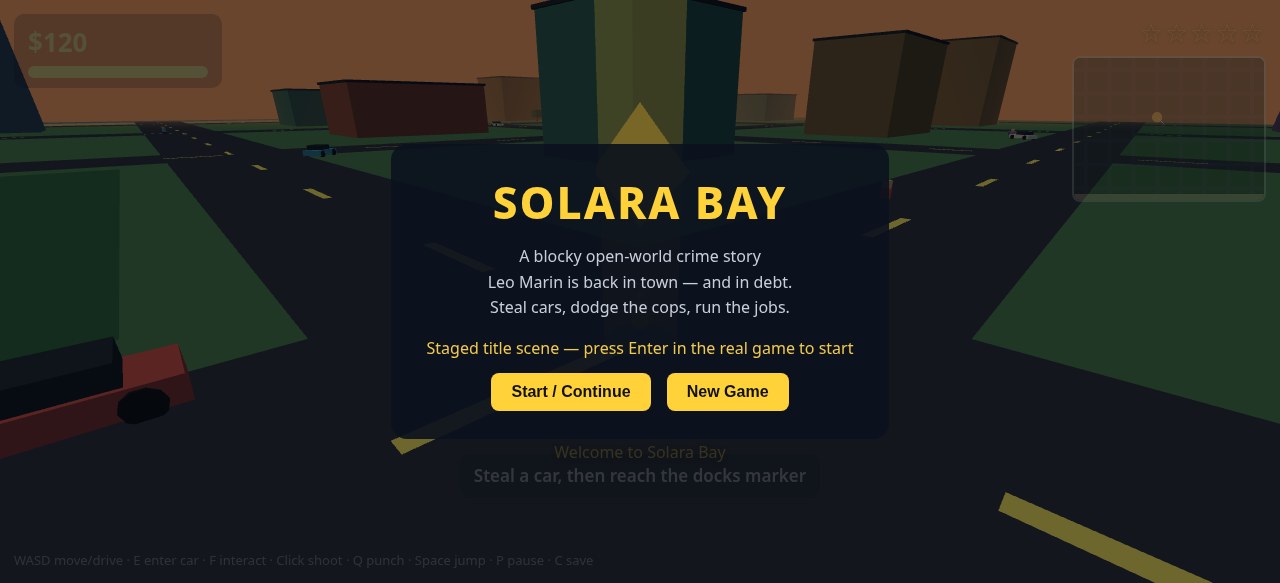 $120
SOLARA BAY
A blocky open-world crime story
Leo Marin is back in town — and in debt.
Steal cars, dodge the cops, run the jobs.
Staged title scene — press Enter in the real game to start
Start / Continue
New Game
Welcome to Solara Bay
Steal a car, then reach the docks marker
WASD move/drive · E enter car · F interact · Click shoot · Q punch · Space jump · P pause · C save